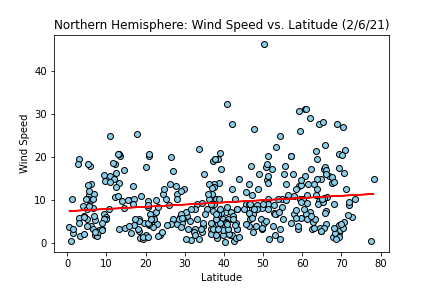 Northern Hemisphere: Wind Speed vs. Latitude (2/6/21)
40
30
20
10
0
Wind Speed
0 10 20 30 40 50 60 70 80
Latitude